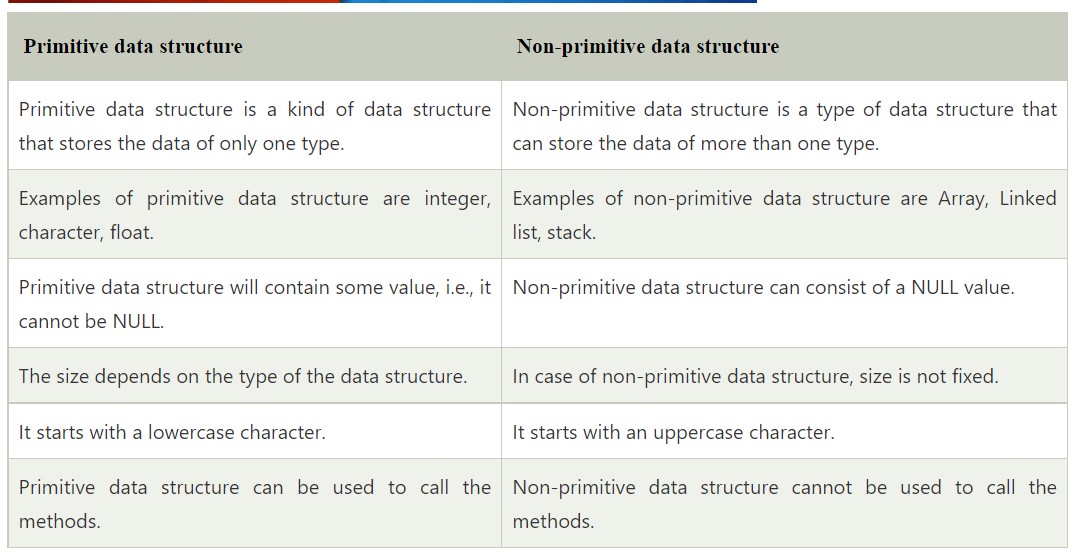 Primitive data structure
Non-primitive data structure
Primitive data structure is a kind of data structure
that stores the data of only one type.
Non-primitive data structure is a type of data structure that
can store the data of more than one type.
Examples of primitive data structure are integer,
character, float.
Examples of non-primitive data structure are Array, Linked
list, stack.
Primitive data structure will contain some value, i.e., it
cannot be NULL.
Non-primitive data structure can consist of a NULL value.
The size depends on the type of the data structure.
In case of non-primitive data structure, size is not fixed.
It starts with a lowercase character.
It starts with an uppercase character.
Primitive data structure can be used to call the
methods.
Non-primitive data structure cannot be used to call the
methods.